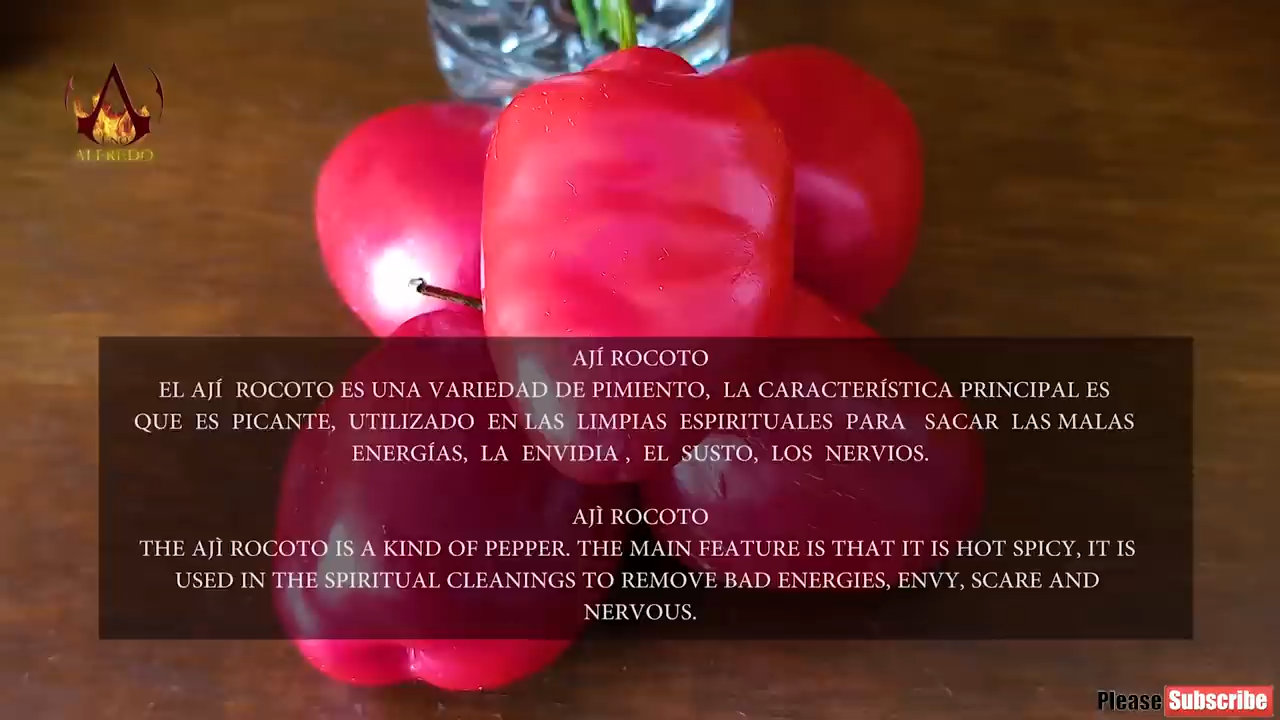 ALFREDO
AJÍ ROCOTO
EL AJÍ ROCOTO ES UNA VARIEDAD DE PIMIENTO, LA CARACTERÍSTICA PRINCIPAL ES
QUE ES PICANTE, UTILIZADO EN LAS LIMPIAS ESPIRITUALES PARA SACAR LAS MALAS
ENERGÍAS, LA ENVIDIA , EL SUSTO, LOS NERVIOS.
AJÌ ROCOTO
THE AJÌ ROCOTO IS A KIND OF PEPPER. THE MAIN FEATURE IS THAT IT IS HOT SPICY, IT IS
USED IN THE SPIRITUAL CLEANINGS TO REMOVE BAD ENERGIES, ENVY, SCARE AND
NERVOUS.
Please Subscribe